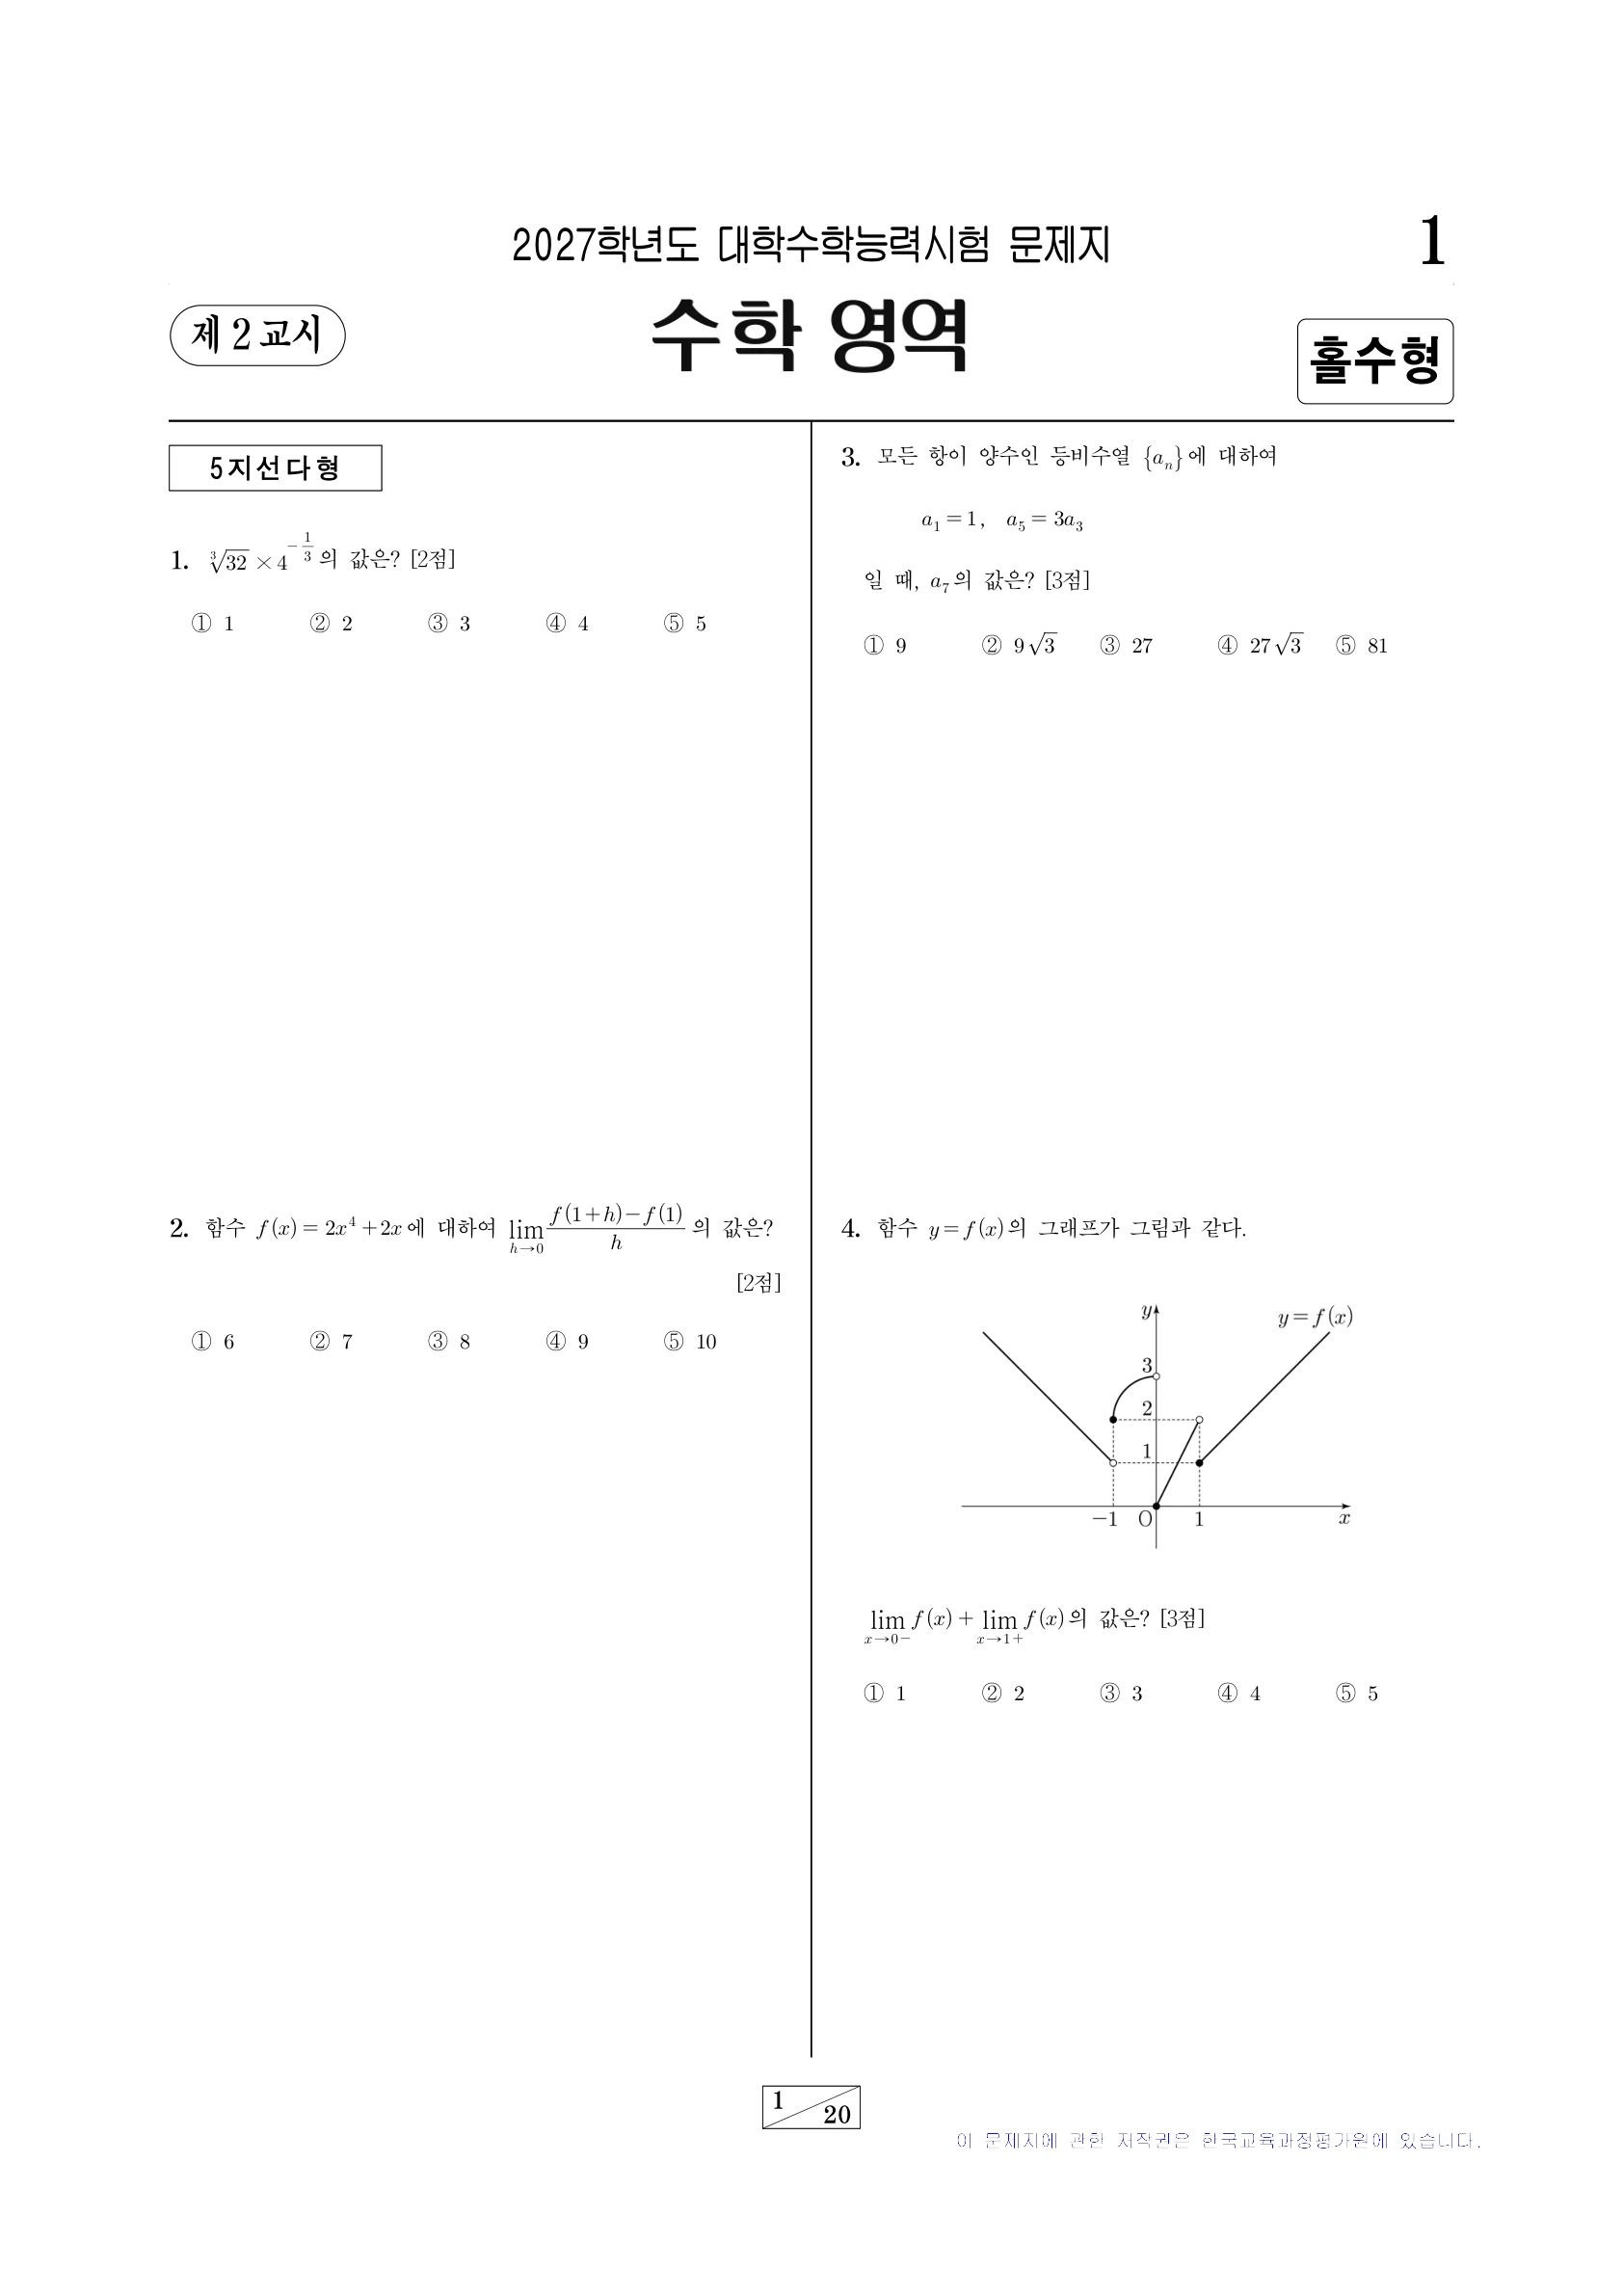 2027학년도 대학수학능력시험 문제지
1
제 2 교시
수학 영역
홀수형
5지선다형
1. ∛32 × 4^(-1/3) 의 값은? [2점]
① 1 ② 2 ③ 3 ④ 4 ⑤ 5
2. 함수 f(x) = 2x⁴ + 2x 에 대하여 lim_{h→0} (f(1+h) − f(1))/h 의 값은?
[2점]
① 6 ② 7 ③ 8 ④ 9 ⑤ 10
3. 모든 항이 양수인 등비수열 {aₙ}에 대하여
a₁ = 1, a₅ = 3a₃
일 때, a₇의 값은? [3점]
① 9 ② 9√3 ③ 27 ④ 27√3 ⑤ 81
4. 함수 y = f(x)의 그래프가 그림과 같다.
y
y = f(x)
3
2
1
−1 O 1 x
lim_{x→0−} f(x) + lim_{x→1+} f(x)의 값은? [3점]
① 1 ② 2 ③ 3 ④ 4 ⑤ 5
1
20
이 문제지에 관한 저작권은 한국교육과정평가원에 있습니다.